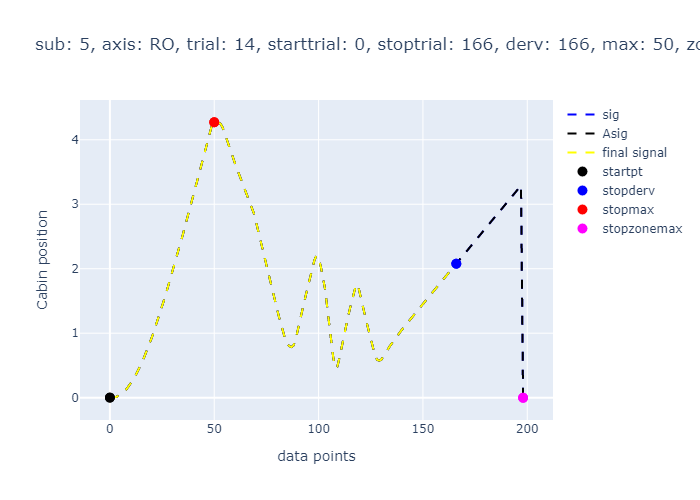 sub: 5, axis: RO, trial: 14, starttrial: 0, stoptrial: 166, derv: 166, max: 50, zo
sig
Asig
final signal
startpt
stopderv
stopmax
stopzonemax
Cabin position
4
3
2
1
0
0 50 100 150 200
data points